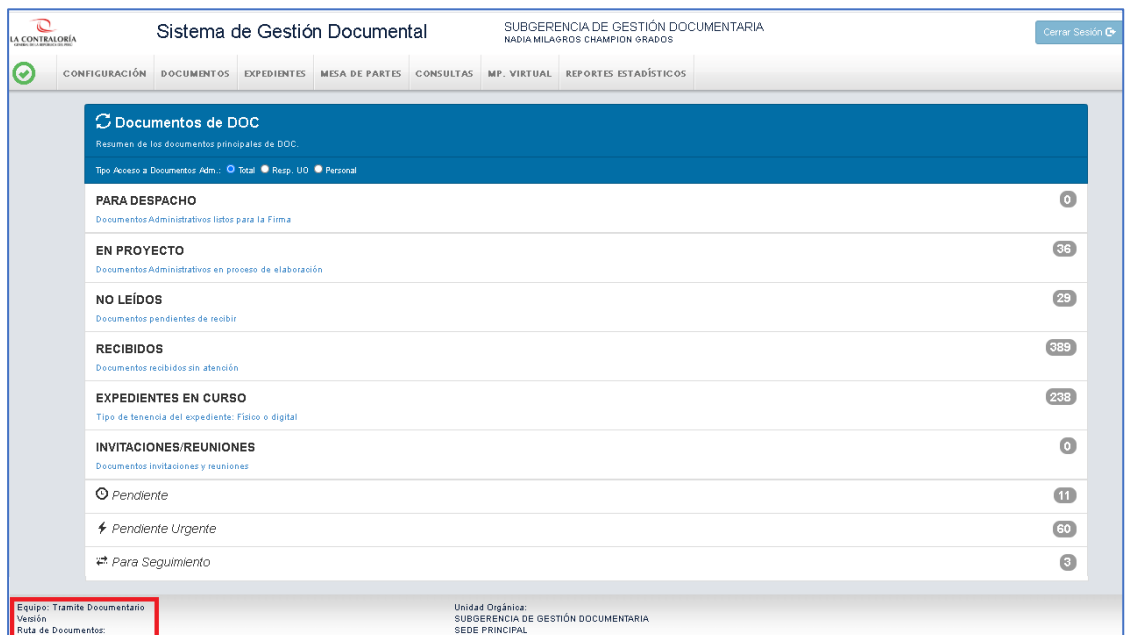 LA CONTRALORÍA
Sistema de Gestión Documental
SUBGERENCIA DE GESTIÓN DOCUMENTARIA
NADIA MILAGROS CHAMPION GRADOS
Cerrar Sesión
CONFIGURACIÓN DOCUMENTOS EXPEDIENTES MESA DE PARTES CONSULTAS MP. VIRTUAL REPORTES ESTADÍSTICOS
Documentos de DOC
Resumen de los documentos principales de DOC.
Tipo Acceso a Documentos Adm.: Total Resp. UO Personal
PARA DESPACHO 0
Documentos Administrativos listos para la Firma
EN PROYECTO 36
Documentos Administrativos en proceso de elaboración
NO LEÍDOS 29
Documentos pendientes de recibir
RECIBIDOS 389
Documentos recibidos sin atención
EXPEDIENTES EN CURSO 238
Tipo de tenencia del expediente: Físico o digital
INVITACIONES/REUNIONES 0
Documentos invitaciones y reuniones
Pendiente 11
Pendiente Urgente 60
Para Seguimiento 3
Equipo: Tramite Documentario
Versión
Ruta de Documentos:
Unidad Orgánica:
SUBGERENCIA DE GESTIÓN DOCUMENTARIA
SEDE PRINCIPAL